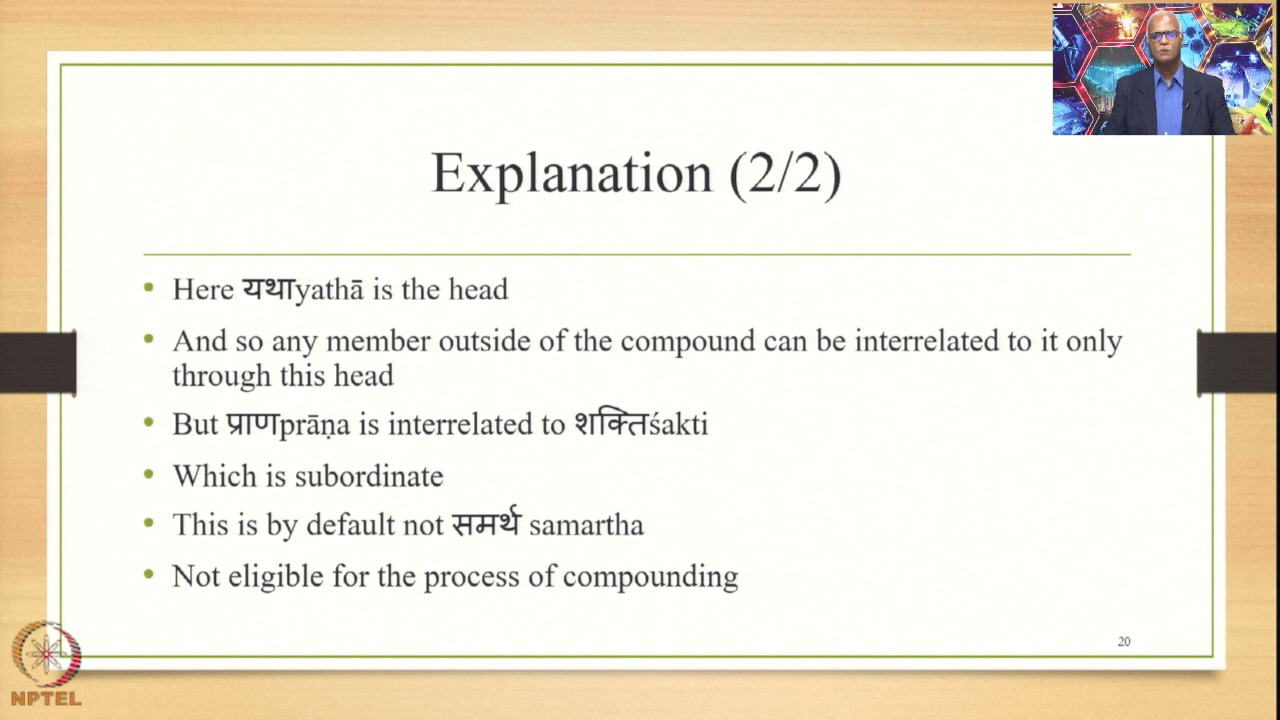 Explanation (2/2)
• Here यथाyathā is the head
• And so any member outside of the compound can be interrelated to it only
through this head
• But प्राणprāṇa is interrelated to शक्तिśakti
• Which is subordinate
• This is by default not समर्थ samartha
• Not eligible for the process of compounding
20
NPTEL